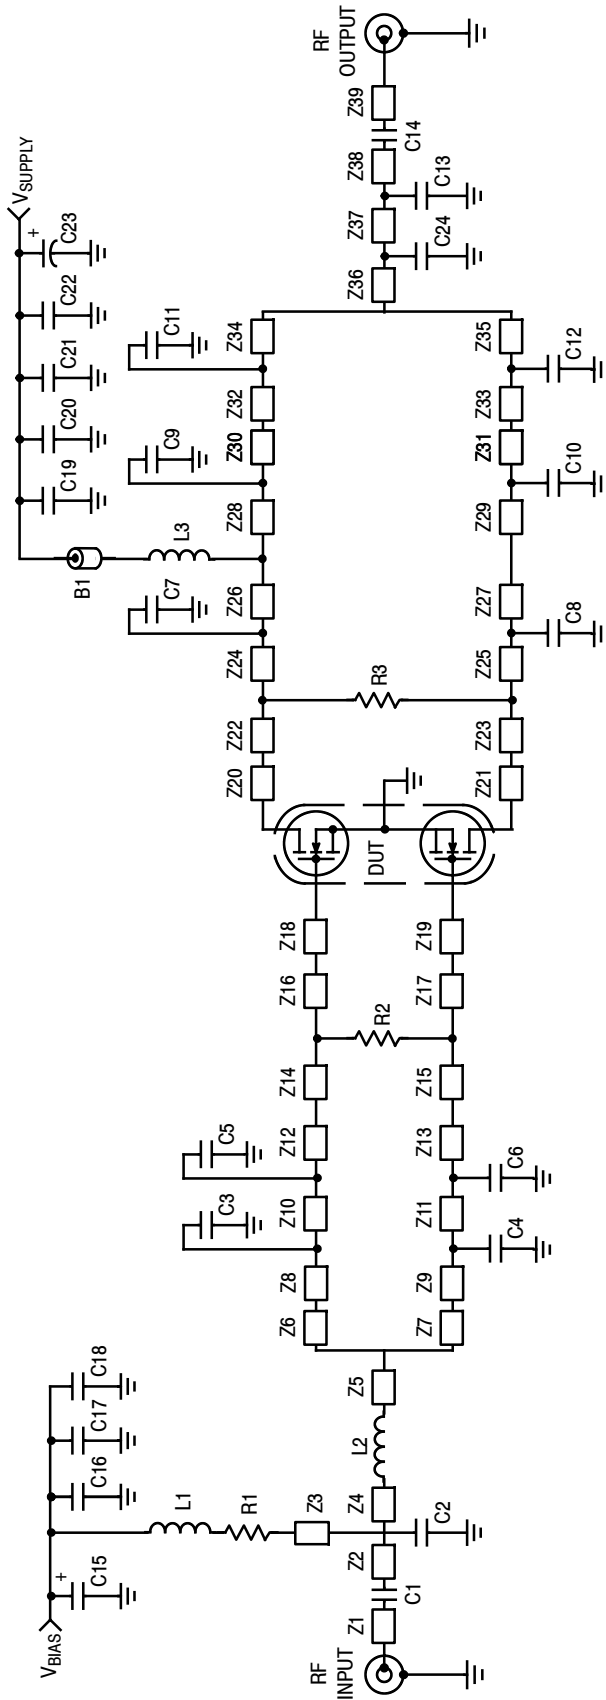 V_BIAS
+
C15
C16
C17
C18
L1
R1
Z3
RF
INPUT
Z1
C1
Z2
C2
Z4
L2
Z5
Z6
Z8
C3
Z10
C5
Z12
Z14
Z16
Z18
Z7
Z9
C4
Z11
C6
Z13
Z15
R2
Z17
Z19
DUT
Z20
Z22
Z24
C7
Z26
Z28
C9
Z30
Z32
C11
Z34
R3
Z21
Z23
Z25
C8
Z27
Z29
C10
Z31
Z33
C12
Z35
B1
L3
C19
C20
C21
C22
+
C23
V_SUPPLY
Z36
C24
Z37
C13
Z38
C14
Z39
RF
OUTPUT